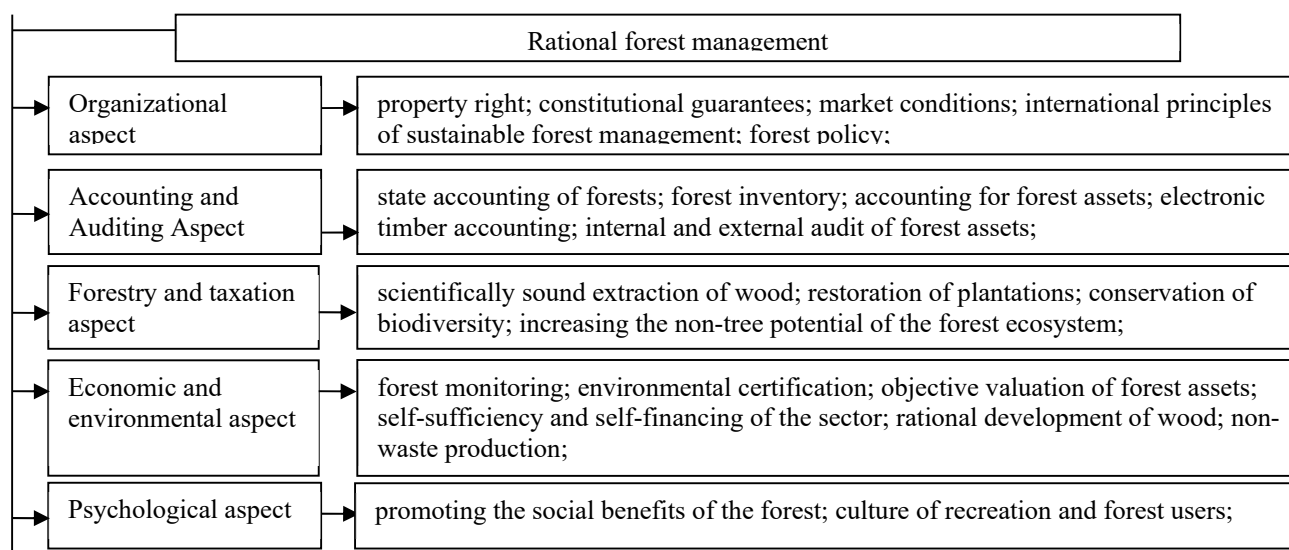 Rational forest management
Organizational
aspect
property right; constitutional guarantees; market conditions; international principles
of sustainable forest management; forest policy;
Accounting and
Auditing Aspect
state accounting of forests; forest inventory; accounting for forest assets; electronic
timber accounting; internal and external audit of forest assets;
Forestry and taxation
aspect
scientifically sound extraction of wood; restoration of plantations; conservation of
biodiversity; increasing the non-tree potential of the forest ecosystem;
Economic and
environmental aspect
forest monitoring; environmental certification; objective valuation of forest assets;
self-sufficiency and self-financing of the sector; rational development of wood; non-
waste production;
Psychological aspect
promoting the social benefits of the forest; culture of recreation and forest users;